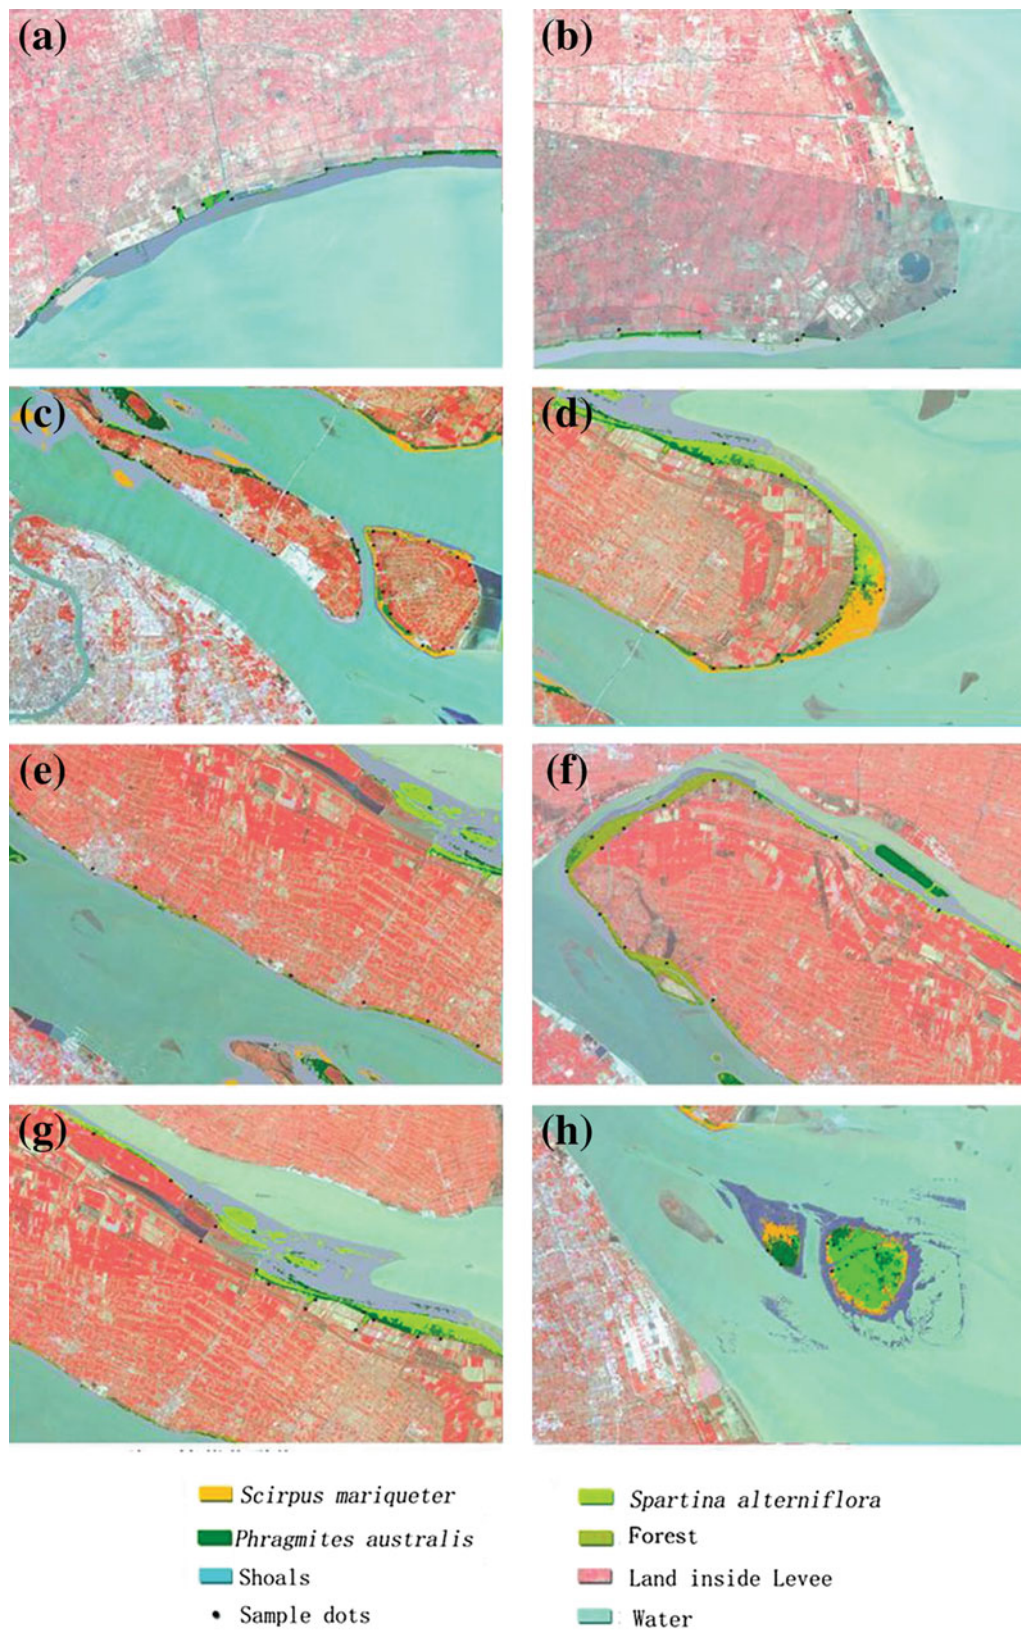 (a)
(b)
(c)
(d)
(e)
(f)
(g)
(h)
Scirpus mariqueter
Spartina alterniflora
Phragmites australis
Forest
Shoals
Land inside Levee
Sample dots
Water